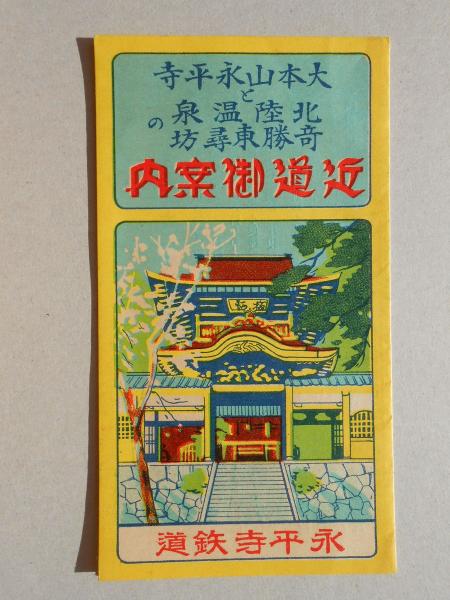 大本山永平寺
と
北陸温泉
奇勝東尋坊
の
近道御案内
永平寺鉄道